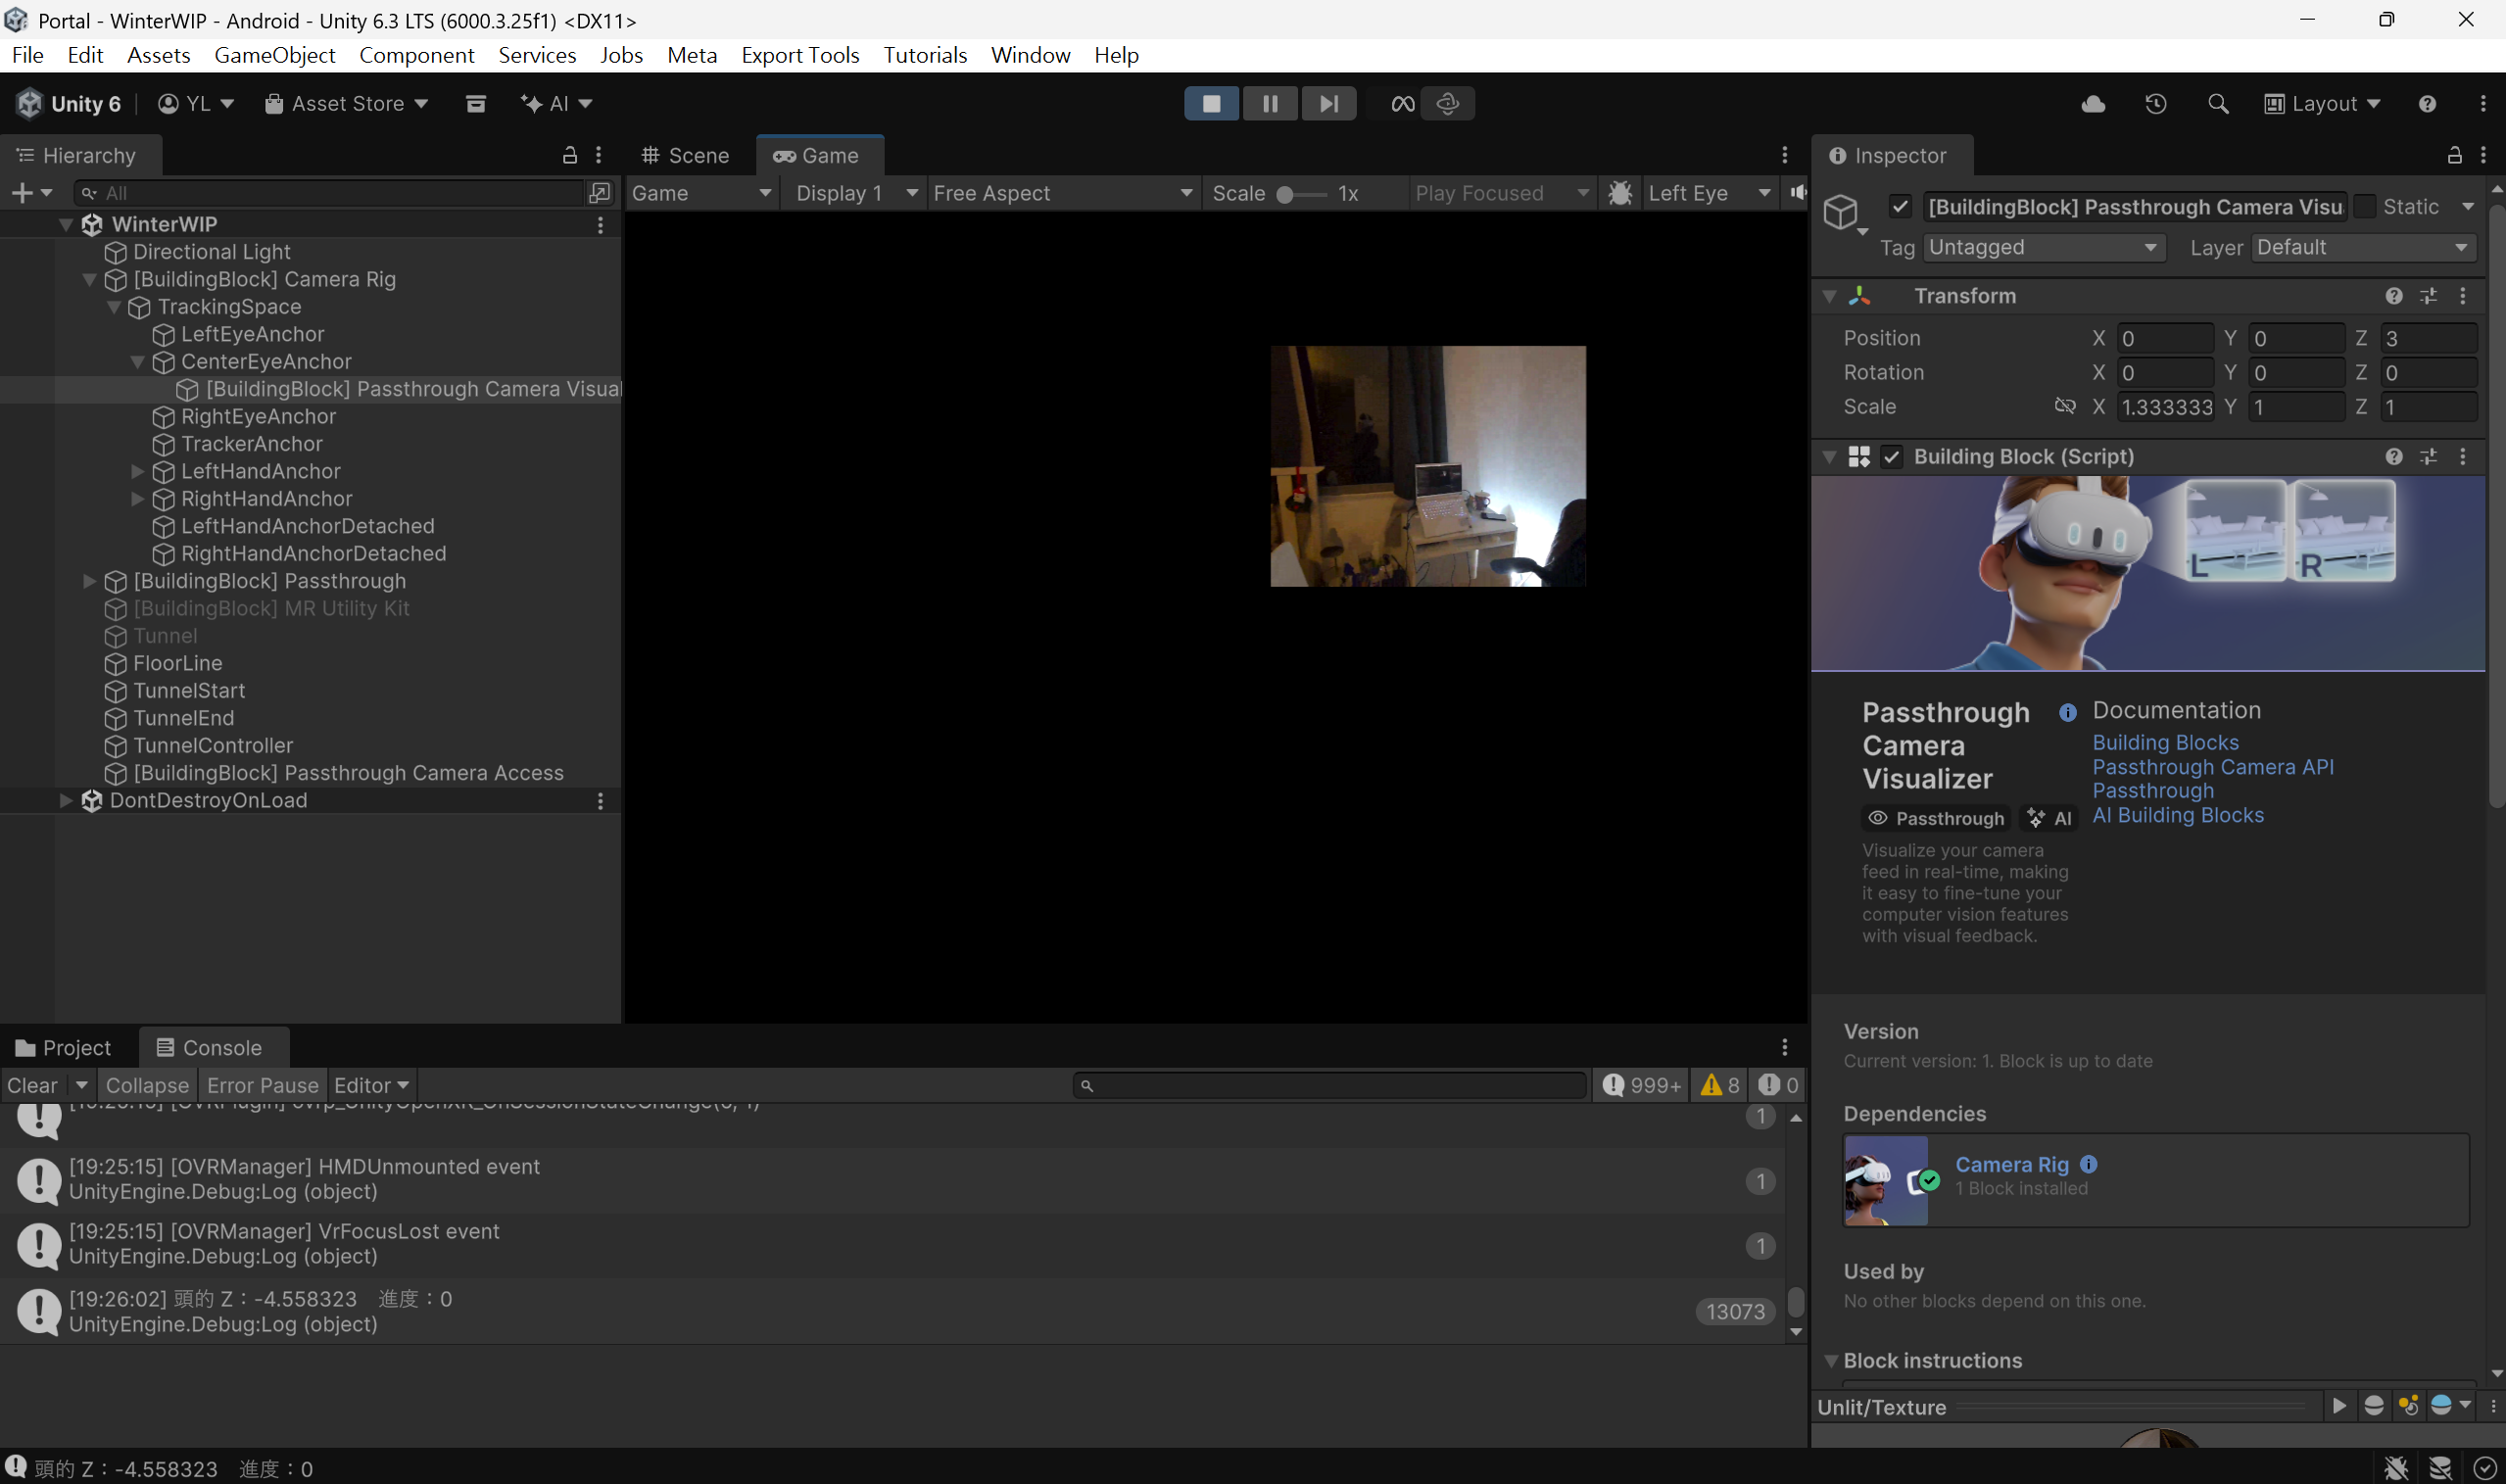 Portal - WinterWIP - Android - Unity 6.3 LTS (6000.3.25f1) <DX11>
File Edit Assets GameObject Component Services Jobs Meta Export Tools Tutorials Window Help
Unity 6 YL Asset Store AI Layout
Hierarchy
All
WinterWIP
Directional Light
[BuildingBlock] Camera Rig
TrackingSpace
LeftEyeAnchor
CenterEyeAnchor
[BuildingBlock] Passthrough Camera Visual
RightEyeAnchor
TrackerAnchor
LeftHandAnchor
RightHandAnchor
LeftHandAnchorDetached
RightHandAnchorDetached
[BuildingBlock] Passthrough
[BuildingBlock] MR Utility Kit
Tunnel
FloorLine
TunnelStart
TunnelEnd
TunnelController
[BuildingBlock] Passthrough Camera Access
DontDestroyOnLoad
Scene Game
Game Display 1 Free Aspect Scale 1x Play Focused Left Eye
Project Console
Clear Collapse Error Pause Editor 999+ 8 0
1
[19:25:15] [OVRManager] HMDUnmounted event
UnityEngine.Debug:Log (object)
1
[19:25:15] [OVRManager] VrFocusLost event
UnityEngine.Debug:Log (object)
1
[19:26:02] 頭的 Z：-4.558323　進度：0
UnityEngine.Debug:Log (object)
13073
頭的 Z：-4.558323　進度：0
Inspector
[BuildingBlock] Passthrough Camera Visu Static
Tag Untagged Layer Default
Transform
Position X 0 Y 0 Z 3
Rotation X 0 Y 0 Z 0
Scale X 1.333333 Y 1 Z 1
Building Block (Script)
L R
Passthrough
Camera
Visualizer
Passthrough AI
Visualize your camera
feed in real-time, making
it easy to fine-tune your
computer vision features
with visual feedback.
Documentation
Building Blocks
Passthrough Camera API
Passthrough
AI Building Blocks
Version
Current version: 1. Block is up to date
Dependencies
Camera Rig
1 Block installed
Used by
No other blocks depend on this one.
Block instructions
Unlit/Texture